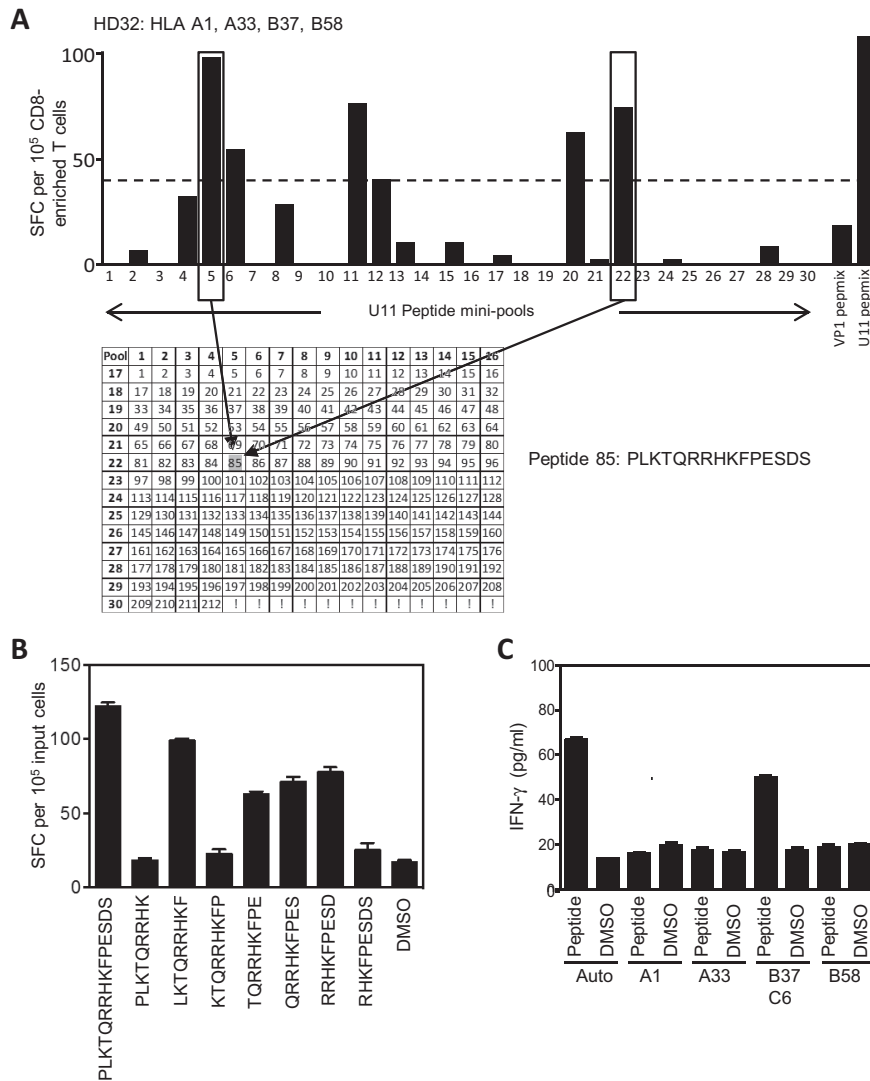 A
HD32: HLA A1, A33, B37, B58
SFC per 10⁵ CD8-
enriched T cells
100
50
0
1 2 3 4 5 6 7 8 9 10 11 12 13 14 15 16 17 18 19 20 21 22 23 24 25 26 27 28 29 30 VP1 pepmix U11 pepmix
U11 Peptide mini-pools
Pool 1 2 3 4 5 6 7 8 9 10 11 12 13 14 15 16
17 1 2 3 4 5 6 7 8 9 10 11 12 13 14 15 16
18 17 18 19 20 21 22 23 24 25 26 27 28 29 30 31 32
19 33 34 35 36 37 38 39 40 41 42 43 44 45 46 47 48
20 49 50 51 52 53 54 55 56 57 58 59 60 61 62 63 64
21 65 66 67 68 69 70 71 72 73 74 75 76 77 78 79 80
22 81 82 83 84 85 86 87 88 89 90 91 92 93 94 95 96
23 97 98 99 100 101 102 103 104 105 106 107 108 109 110 111 112
24 113 114 115 116 117 118 119 120 121 122 123 124 125 126 127 128
25 129 130 131 132 133 134 135 136 137 138 139 140 141 142 143 144
26 145 146 147 148 149 150 151 152 153 154 155 156 157 158 159 160
27 161 162 163 164 165 166 167 168 169 170 171 172 173 174 175 176
28 177 178 179 180 181 182 183 184 185 186 187 188 189 190 191 192
29 193 194 195 196 197 198 199 200 201 202 203 204 205 206 207 208
30 209 210 211 212 ! ! ! ! ! ! ! ! ! ! ! !
Peptide 85: PLKTQRRHKFPESDS
B
SFC per 10⁵ input cells
150
100
50
0
PLKTQRRHKFPESDS
PLKTQRRHK
LKTQRRHKF
KTQRRHKFP
TQRRHKFPE
QRRHKFPES
RRHKFPESD
RHKFPESDS
DMSO
C
IFN-γ (pg/ml)
100
80
60
40
20
0
Peptide DMSO Peptide DMSO Peptide DMSO Peptide DMSO Peptide DMSO
Auto A1 A33 B37 B58
C6